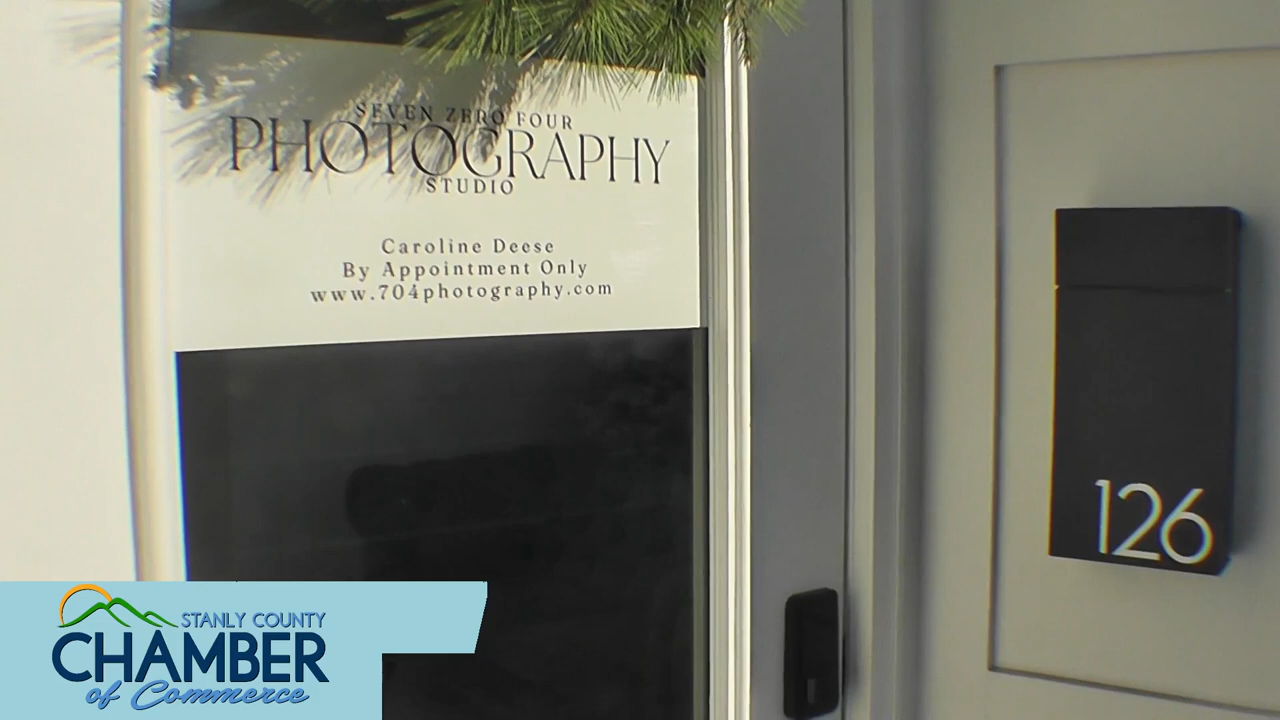 SEVEN ZERO FOUR
PHOTOGRAPHY
STUDIO
Caroline Deese
By Appointment Only
www.704photography.com
126
STANLY COUNTY
CHAMBER
of Commerce